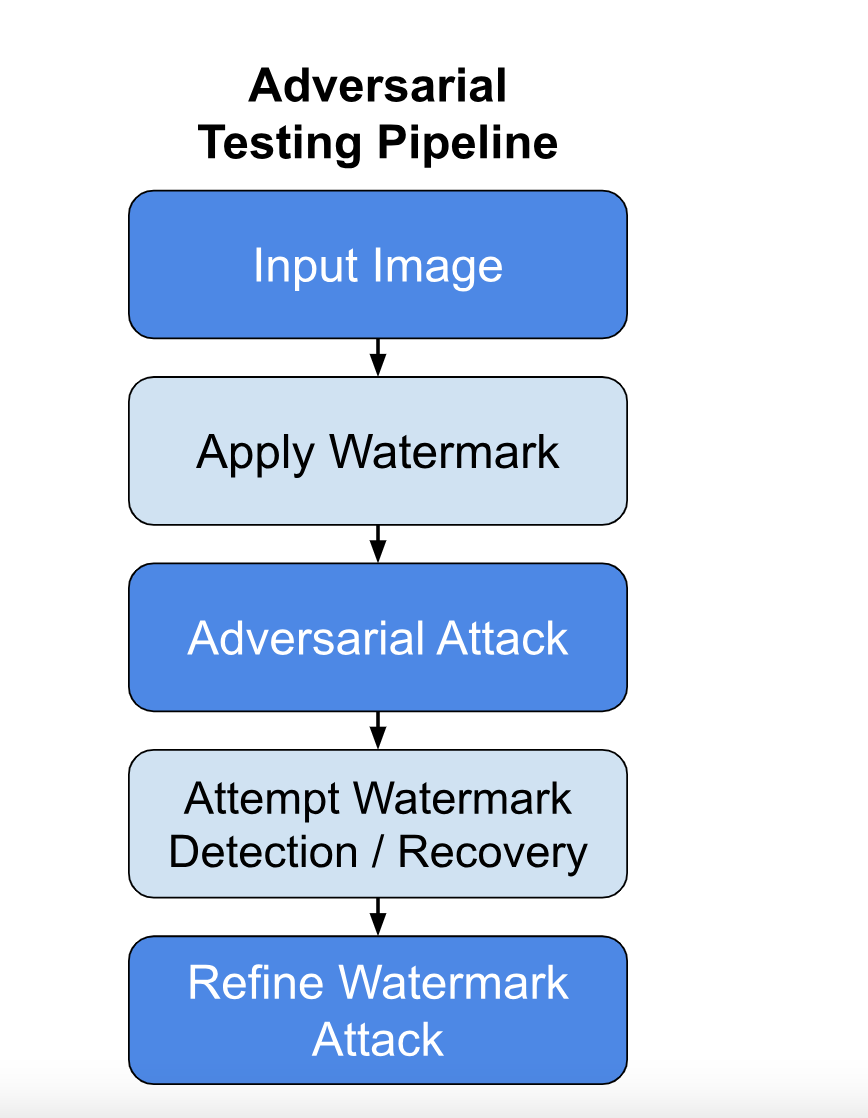 Adversarial
Testing Pipeline
Input Image
Apply Watermark
Adversarial Attack
Attempt Watermark
Detection / Recovery
Refine Watermark
Attack